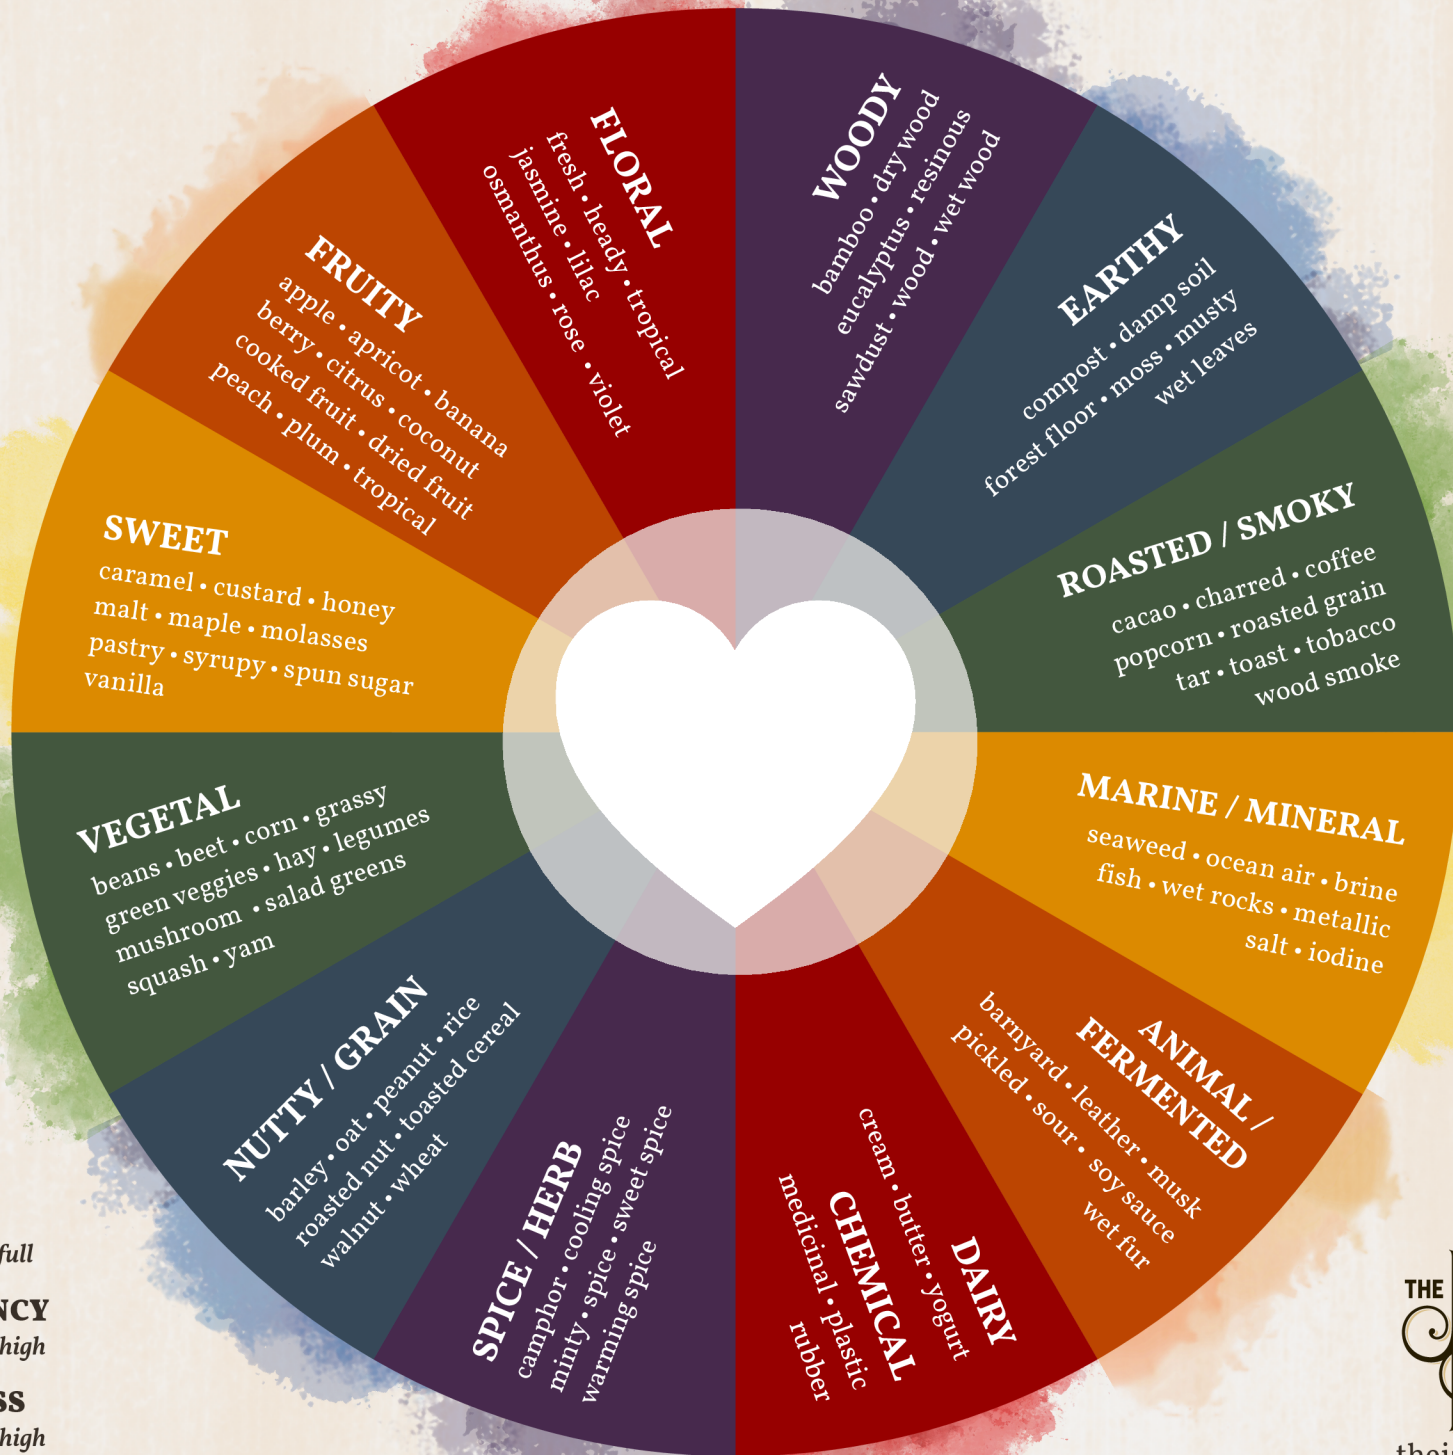 WOODY
bamboo • dry wood
eucalyptus • resinous
sawdust • wood • wet wood
EARTHY
compost • damp soil
forest floor • moss • musty
wet leaves
ROASTED / SMOKY
cacao • charred • coffee
popcorn • roasted grain
tar • toast • tobacco
wood smoke
MARINE / MINERAL
seaweed • ocean air • brine
fish • wet rocks • metallic
salt • iodine
ANIMAL /
FERMENTED
barnyard • leather • musk
pickled • sour • soy sauce
wet fur
DAIRY
cream • butter • yogurt
CHEMICAL
medicinal • plastic
rubber
SPICE / HERB
camphor • cooling spice
minty • spice • sweet spice
warming spice
NUTTY / GRAIN
barley • oat • peanut • rice
roasted nut • toasted cereal
walnut • wheat
VEGETAL
beans • beet • corn • grassy
green veggies • hay • legumes
mushroom • salad greens
squash • yam
SWEET
caramel • custard • honey
malt • maple • molasses
pastry • syrupy • spun sugar
vanilla
FRUITY
apple • apricot • banana
berry • citrus • coconut
cooked fruit • dried fruit
peach • plum • tropical
FLORAL
fresh • heady • tropical
jasmine • lilac
osmanthus • rose • violet
full
NCY
high
SS
high
THE